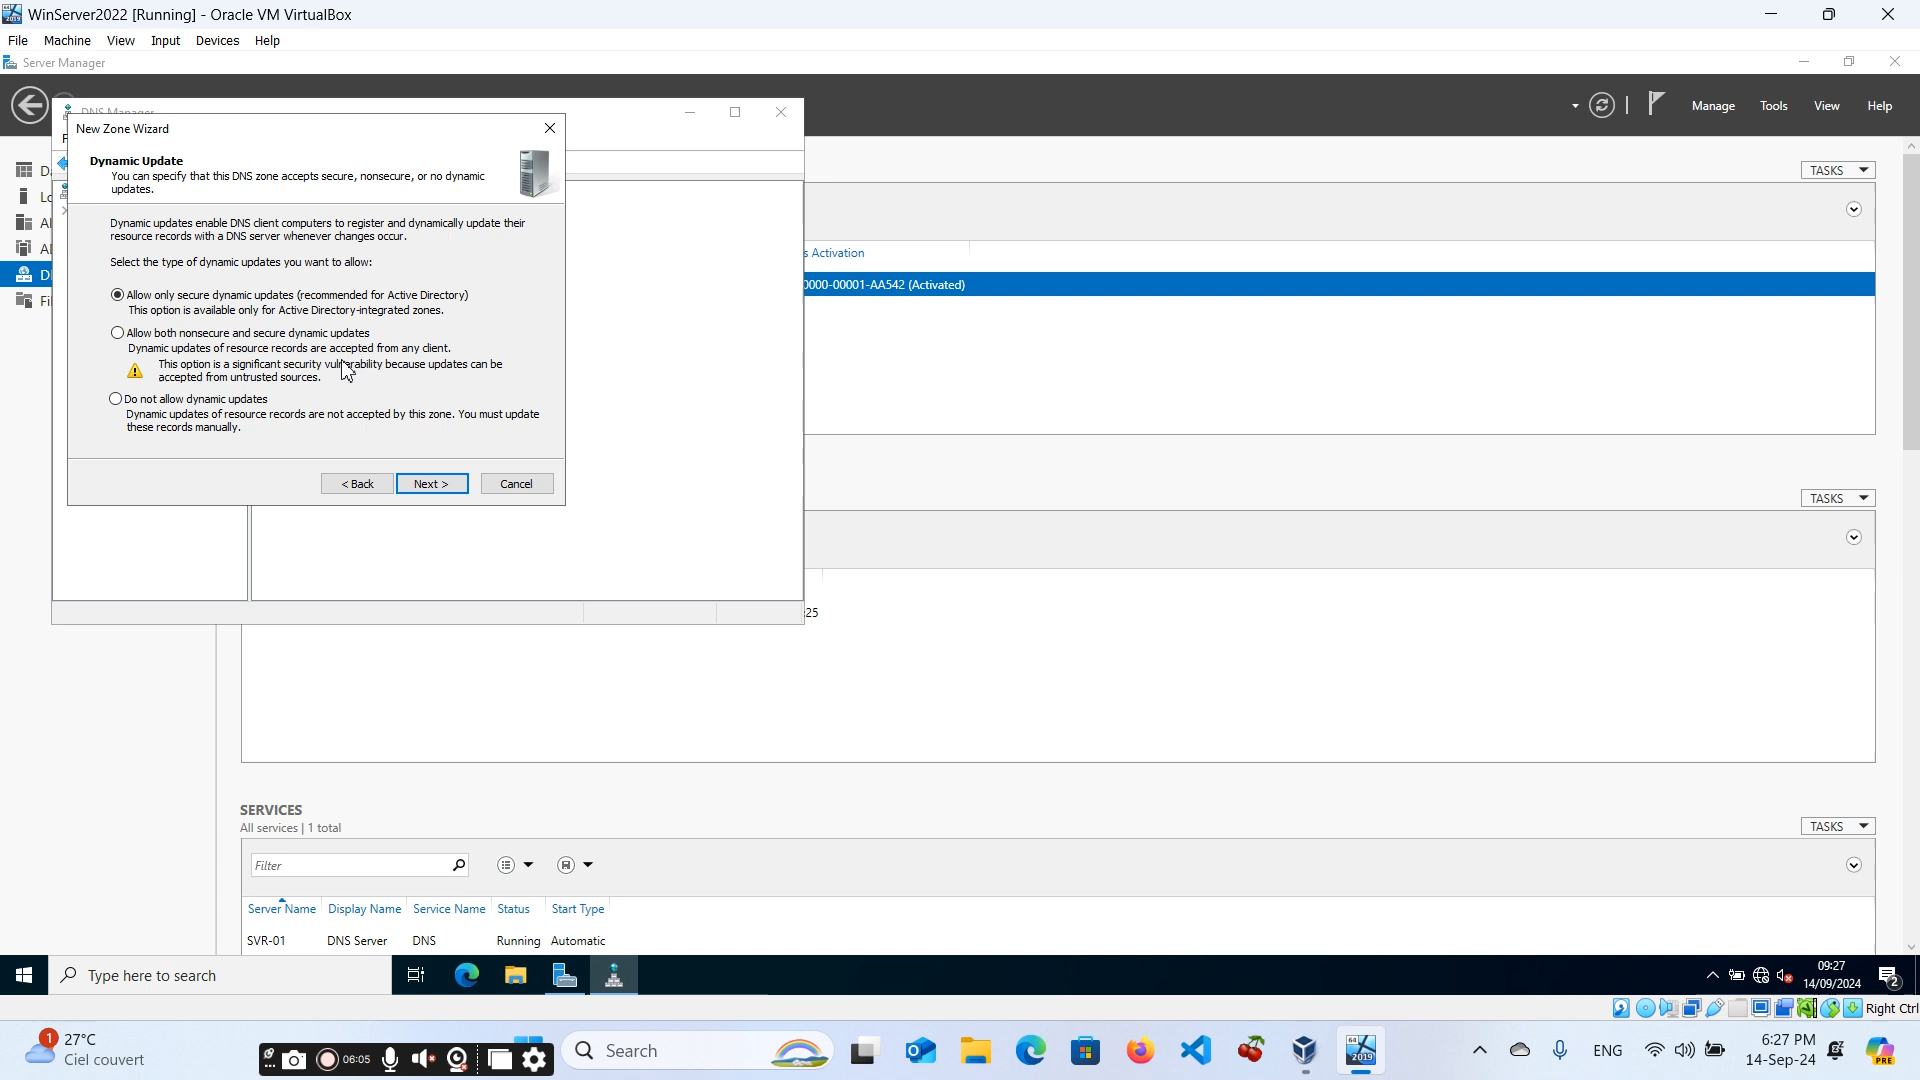 WinServer2022 [Running] - Oracle VM VirtualBox
File Machine View Input Devices Help
Server Manager
Manage Tools View Help
DNS Manager
New Zone Wizard
Dynamic Update
You can specify that this DNS zone accepts secure, nonsecure, or no dynamic
updates.
Dynamic updates enable DNS client computers to register and dynamically update their
resource records with a DNS server whenever changes occur.
Select the type of dynamic updates you want to allow:
Allow only secure dynamic updates (recommended for Active Directory)
This option is available only for Active Directory-integrated zones.
Allow both nonsecure and secure dynamic updates
Dynamic updates of resource records are accepted from any client.
This option is a significant security vulnerability because updates can be
accepted from untrusted sources.
Do not allow dynamic updates
Dynamic updates of resource records are not accepted by this zone. You must update
these records manually.
< Back Next > Cancel
TASKS
s Activation
0000-00001-AA542 (Activated)
TASKS
:25
SERVICES
All services | 1 total
TASKS
Filter
Server Name Display Name Service Name Status Start Type
SVR-01 DNS Server DNS Running Automatic
Type here to search
09:27
14/09/2024
2
Right Ctrl
1
27°C
Ciel couvert
06:05
Search
64
2019
ENG
6:27 PM
14-Sep-24
PRE